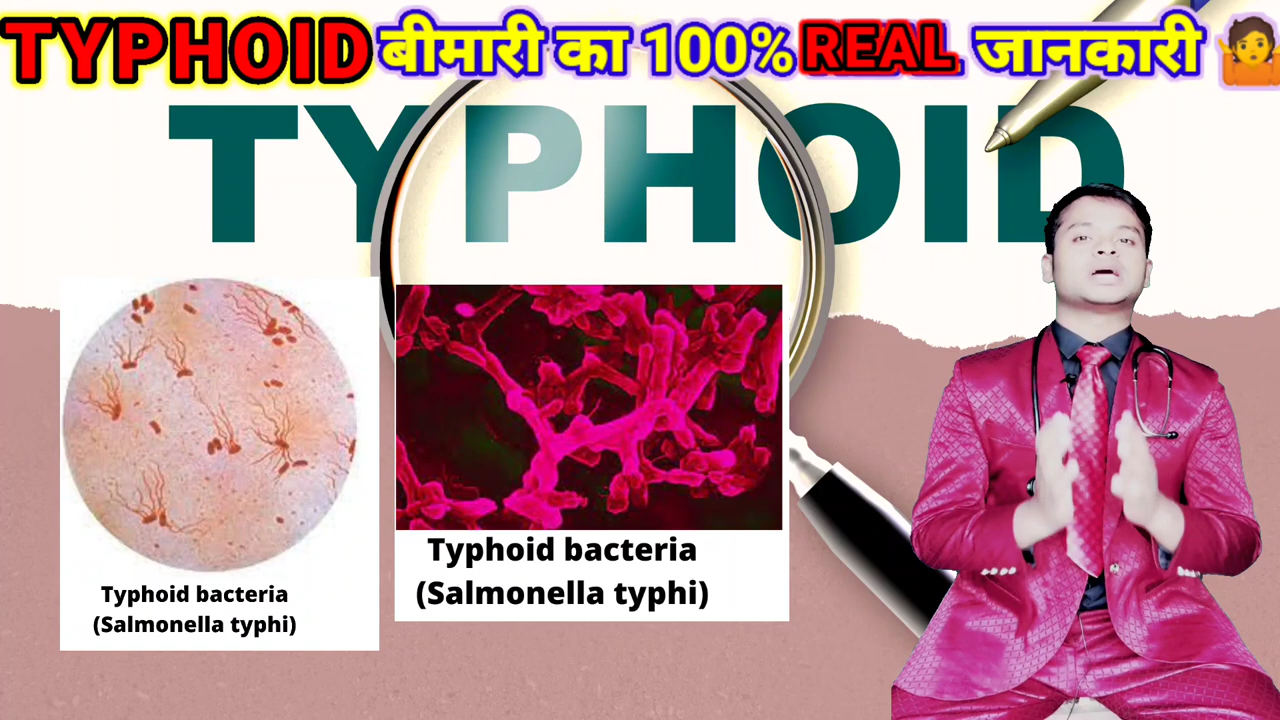 TYPHOID बीमारी का 100% REAL जानकारी
TYPHOID
Typhoid bacteria
(Salmonella typhi)
Typhoid bacteria
(Salmonella typhi)